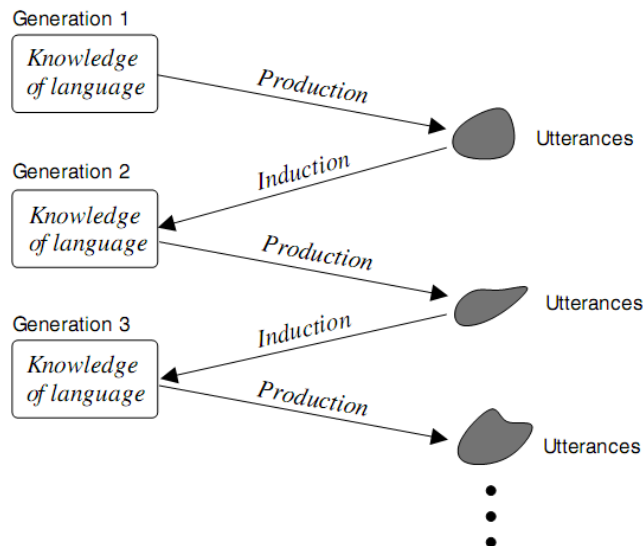 Generation 1
Knowledge
of language
Production
Utterances
Induction
Generation 2
Knowledge
of language
Production
Utterances
Induction
Generation 3
Knowledge
of language
Production
Utterances